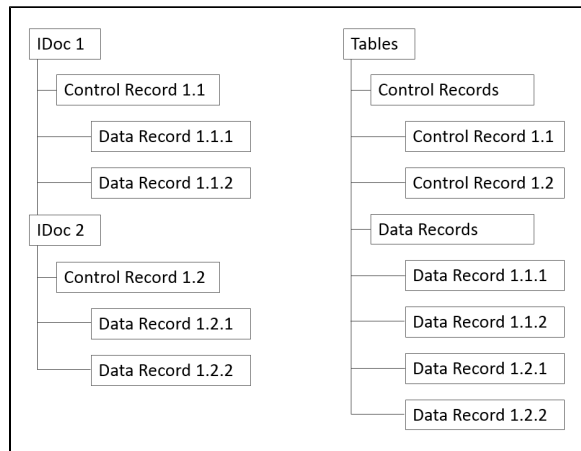 IDoc 1
Control Record 1.1
Data Record 1.1.1
Data Record 1.1.2
IDoc 2
Control Record 1.2
Data Record 1.2.1
Data Record 1.2.2
Tables
Control Records
Control Record 1.1
Control Record 1.2
Data Records
Data Record 1.1.1
Data Record 1.1.2
Data Record 1.2.1
Data Record 1.2.2